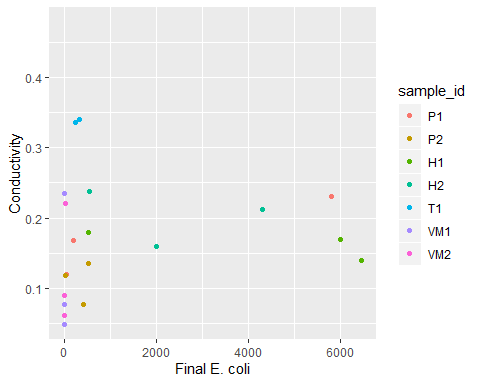 0.4
0.3
0.2
0.1
Conductivity
0 2000 4000 6000
Final E. coli
sample_id
P1
P2
H1
H2
T1
VM1
VM2